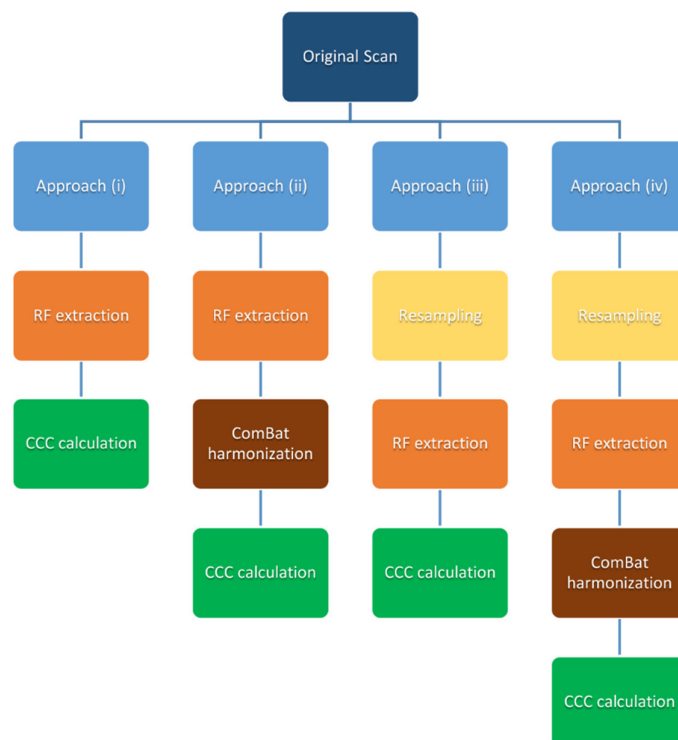 Original Scan
Approach (i)
Approach (ii)
Approach (iii)
Approach (iv)
RF extraction
RF extraction
Resampling
Resampling
CCC calculation
ComBat
harmonization
RF extraction
RF extraction
CCC calculation
CCC calculation
ComBat
harmonization
CCC calculation